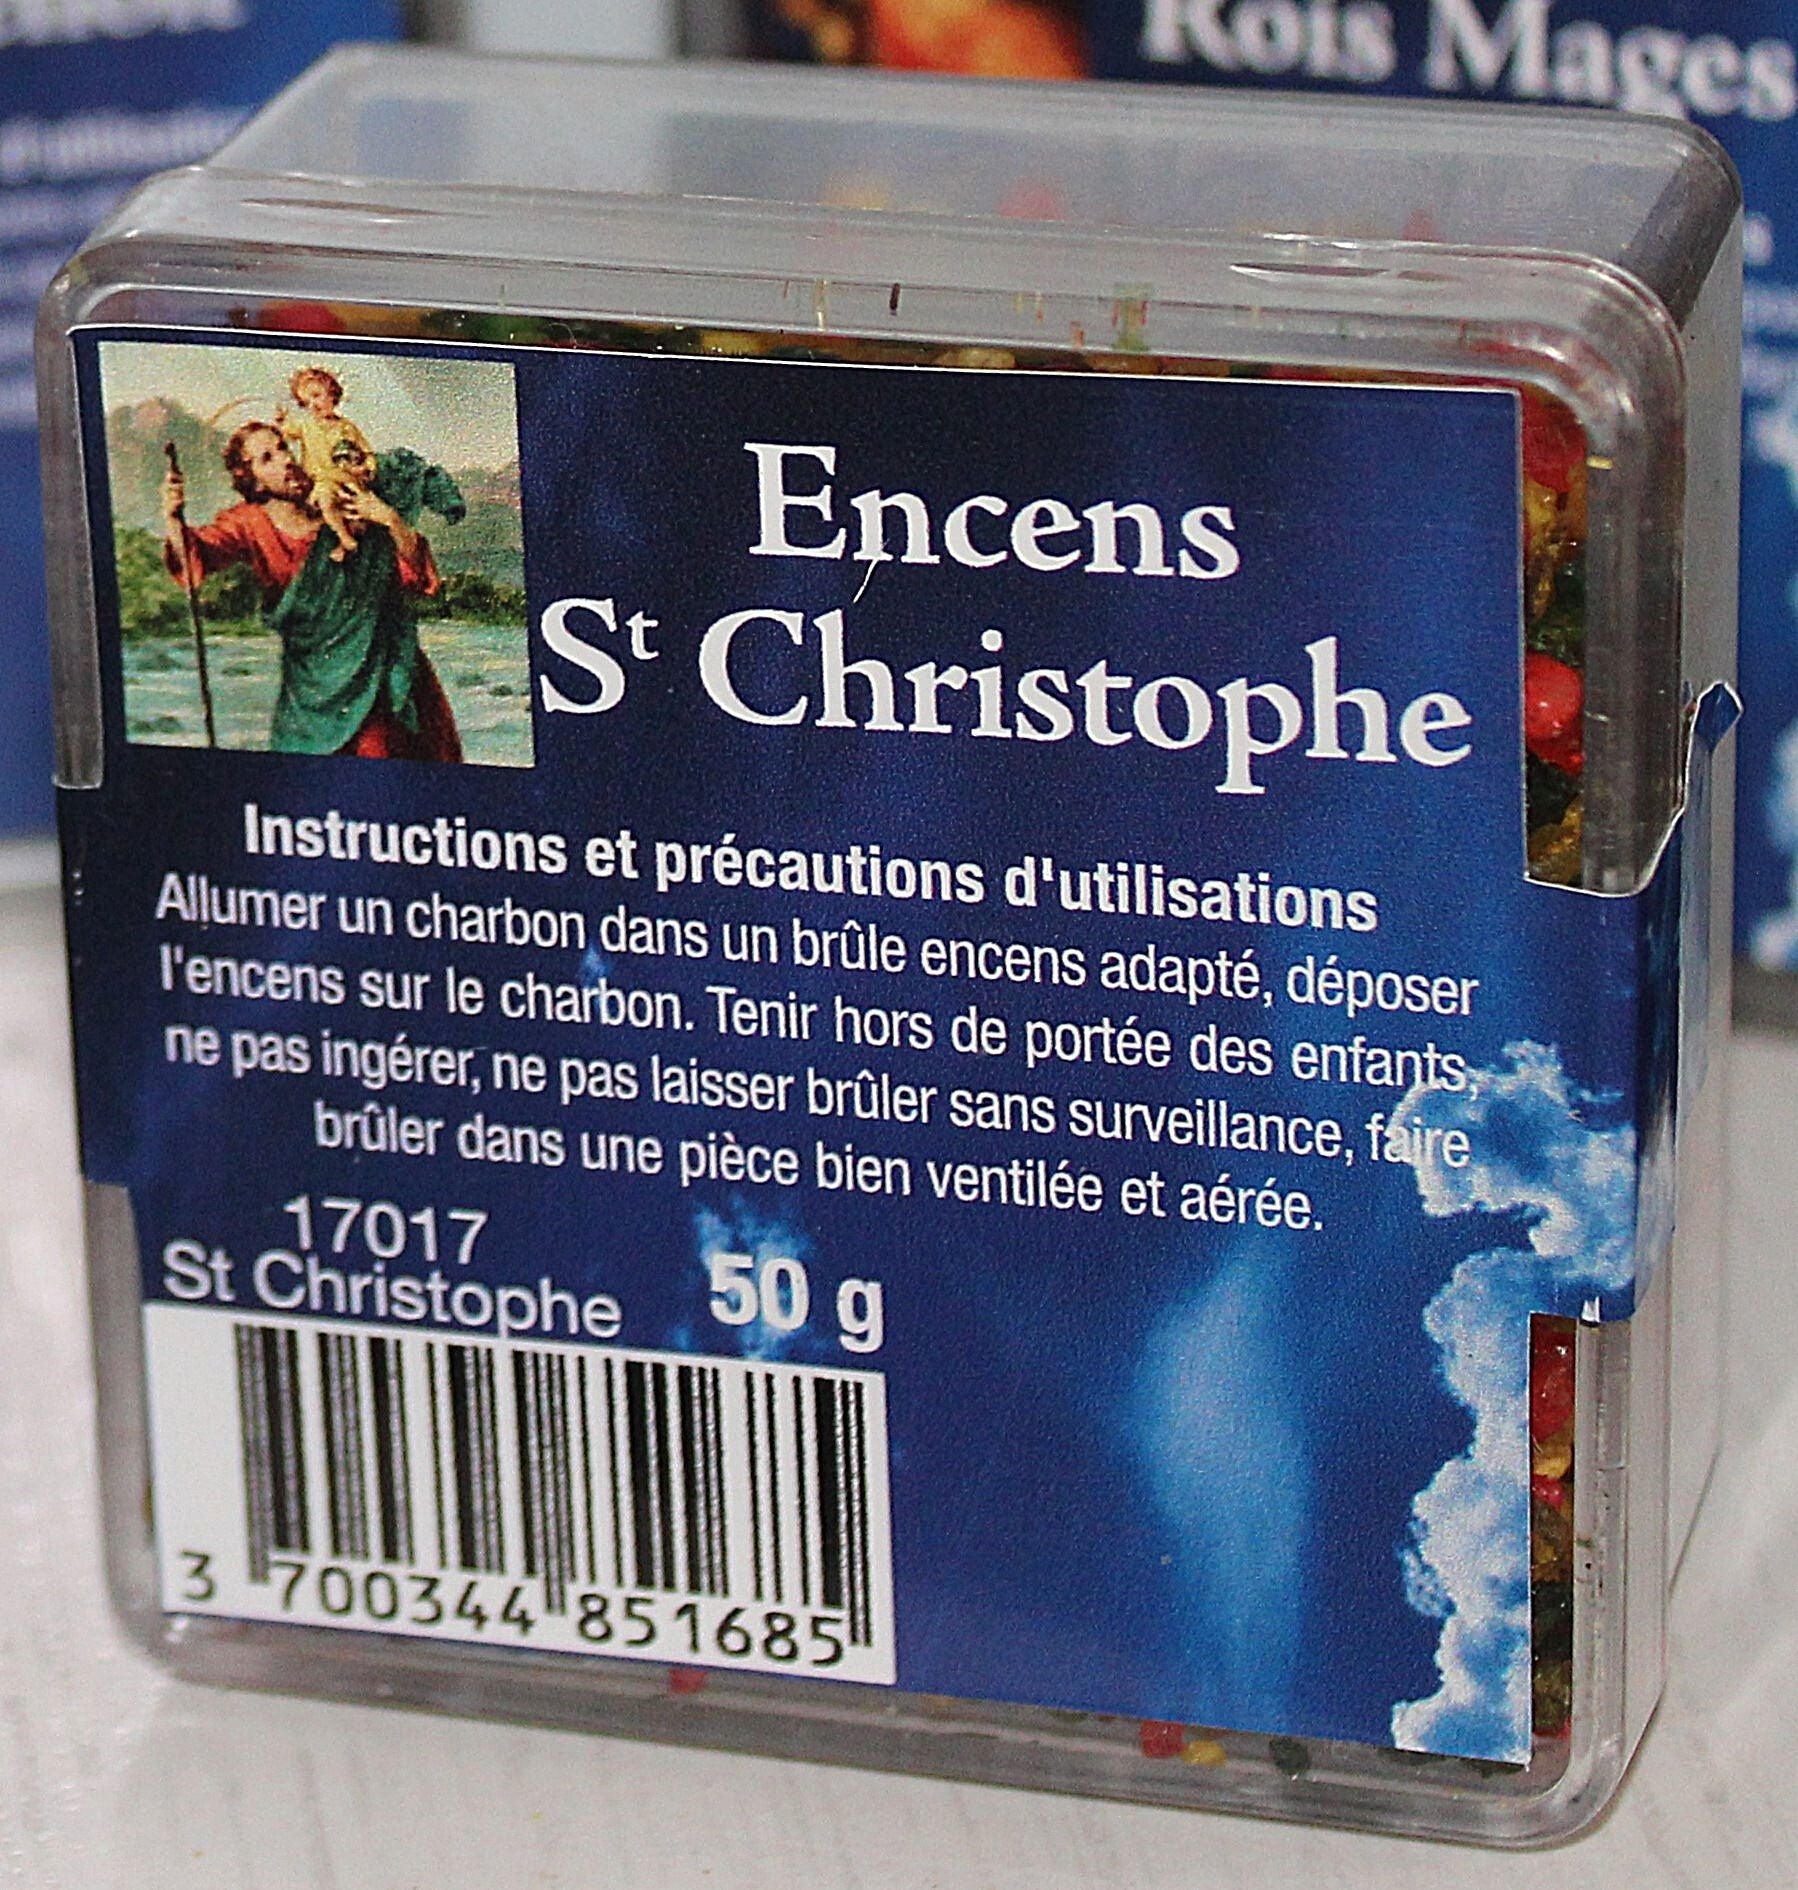 Rois Mages
Encens
St Christophe
Instructions et précautions d'utilisations
Allumer un charbon dans un brûle encens adapté, déposer
l'encens sur le charbon. Tenir hors de portée des enfants,
ne pas ingérer, ne pas laisser brûler sans surveillance, faire
brûler dans une pièce bien ventilée et aérée.
17017
St Christophe 50 g
3 700344 851685